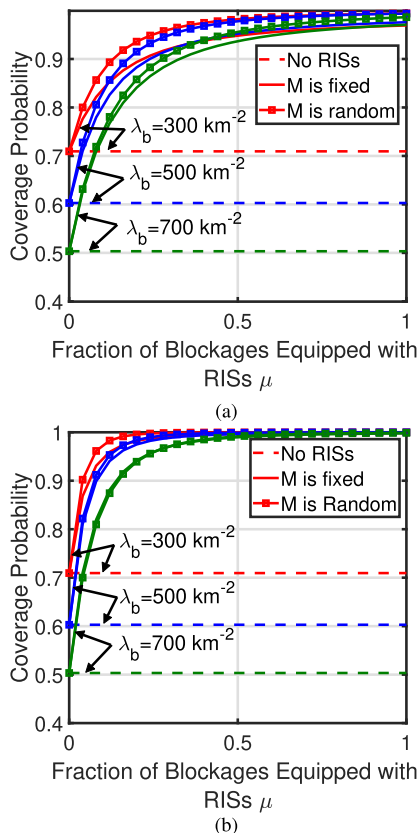 1
0.9
0.8
0.7
0.6
0.5
0.4
Coverage Probability
No RISs
M is fixed
M is random
λb=300 km-2
λb=500 km-2
λb=700 km-2
0 0.5 1
Fraction of Blockages Equipped with
RISs μ
(a)
1
0.9
0.8
0.7
0.6
0.5
0.4
Coverage Probability
No RISs
M is fixed
M is Random
λb=300 km-2
λb=500 km-2
λb=700 km-2
0 0.5 1
Fraction of Blockages Equipped with
RISs μ
(b)